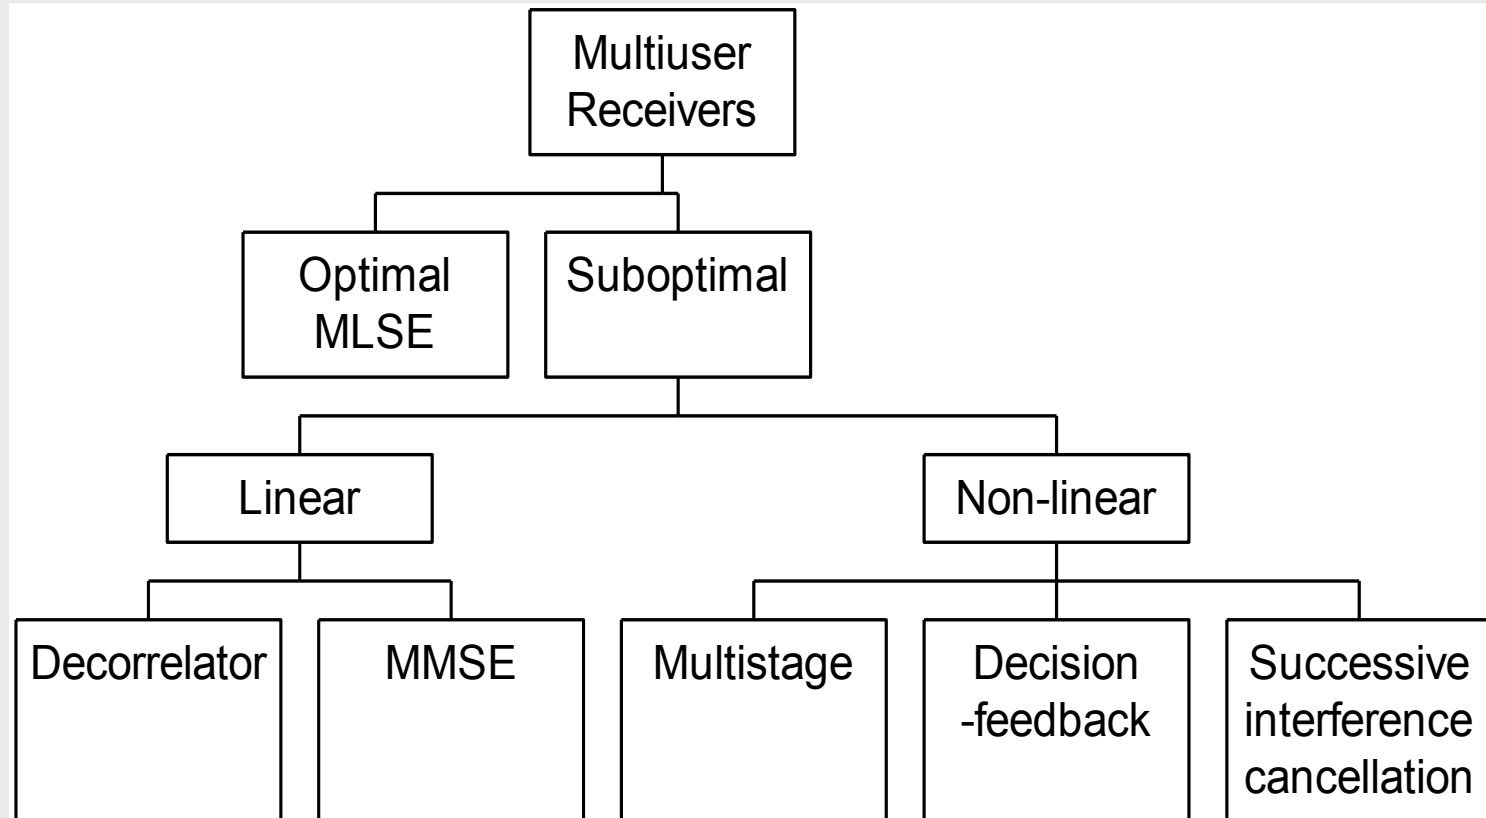 Multiuser
Receivers
Optimal
MLSE
Suboptimal
Linear
Non-linear
Decorrelator
MMSE
Multistage
Decision
-feedback
Successive
interference
cancellation